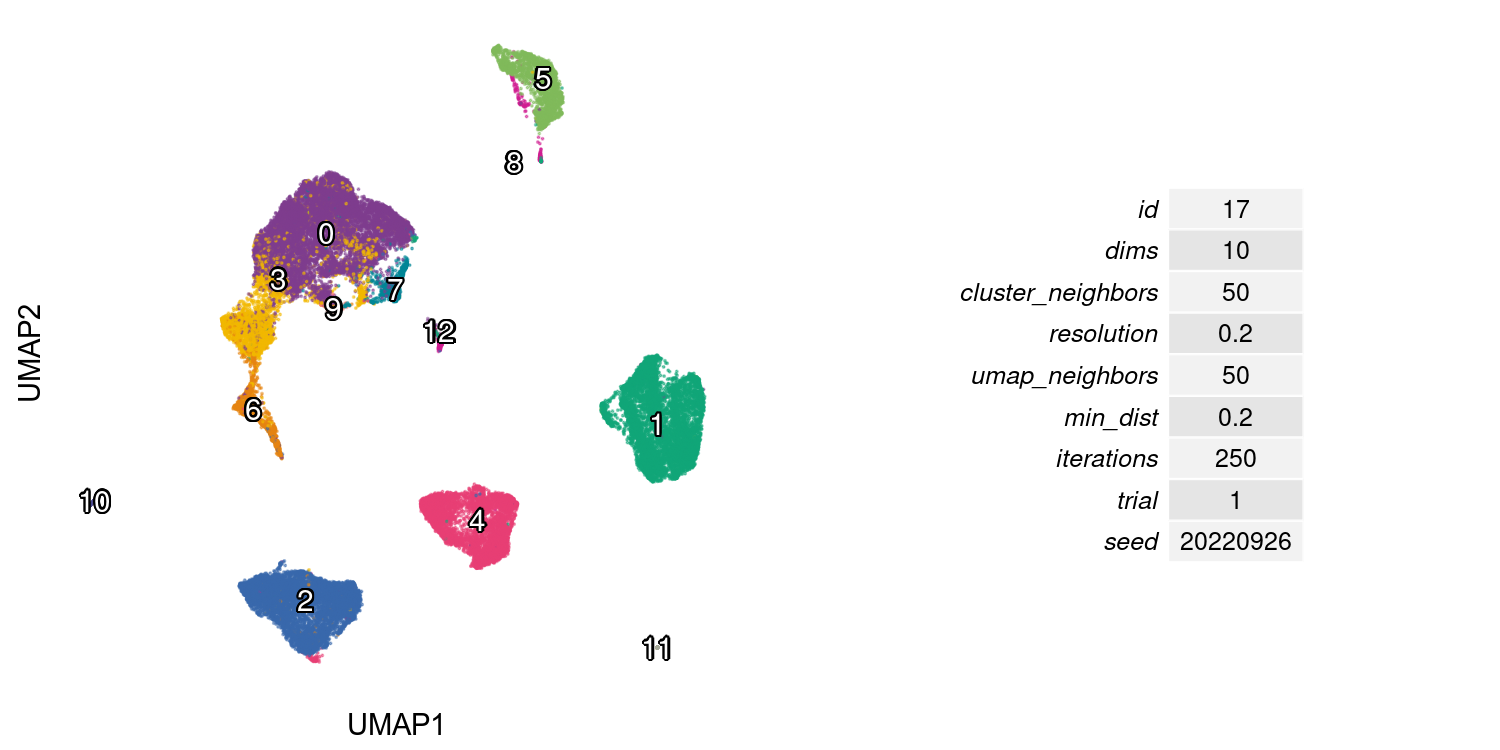 5
8
0
3
7
9
12
6
1
10
4
2
11
UMAP1
UMAP2
id 17
dims 10
cluster_neighbors 50
resolution 0.2
umap_neighbors 50
min_dist 0.2
iterations 250
trial 1
seed 20220926